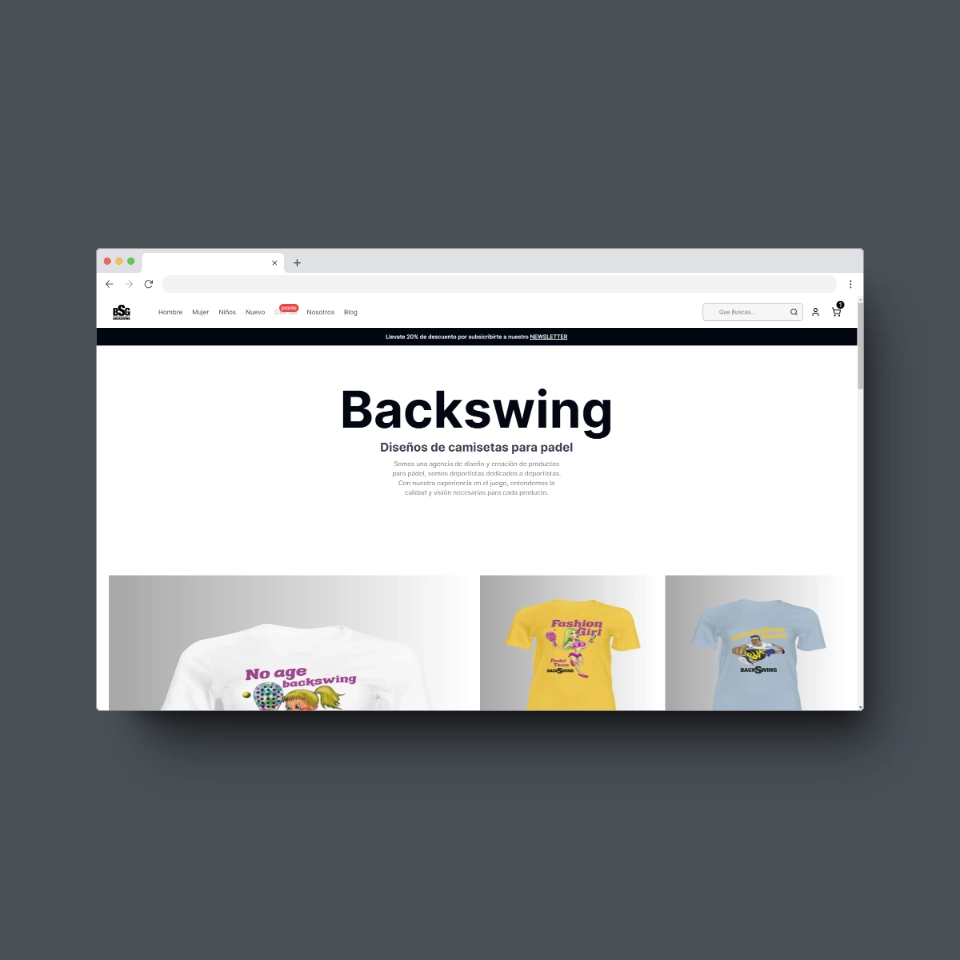 BSG
BACKSWING
Hombre Mujer Niños Nuevo Nosotros Blog
pronto
Que Buscas...
1
Llevate 20% de descuento por subsicribirte a nuestro NEWSLETTER
Backswing
Diseños de camisetas para padel
Somos una agencia de diseño y creación de productos
para pádel, somos deportistas dedicados a deportistas.
Con nuestra experiencia en el juego, entendemos la
calidad y visión necesarias para cada producto.
No age
backswing
Fashion
Girl
Padel
Tour
BACKSWING
BACKSWING